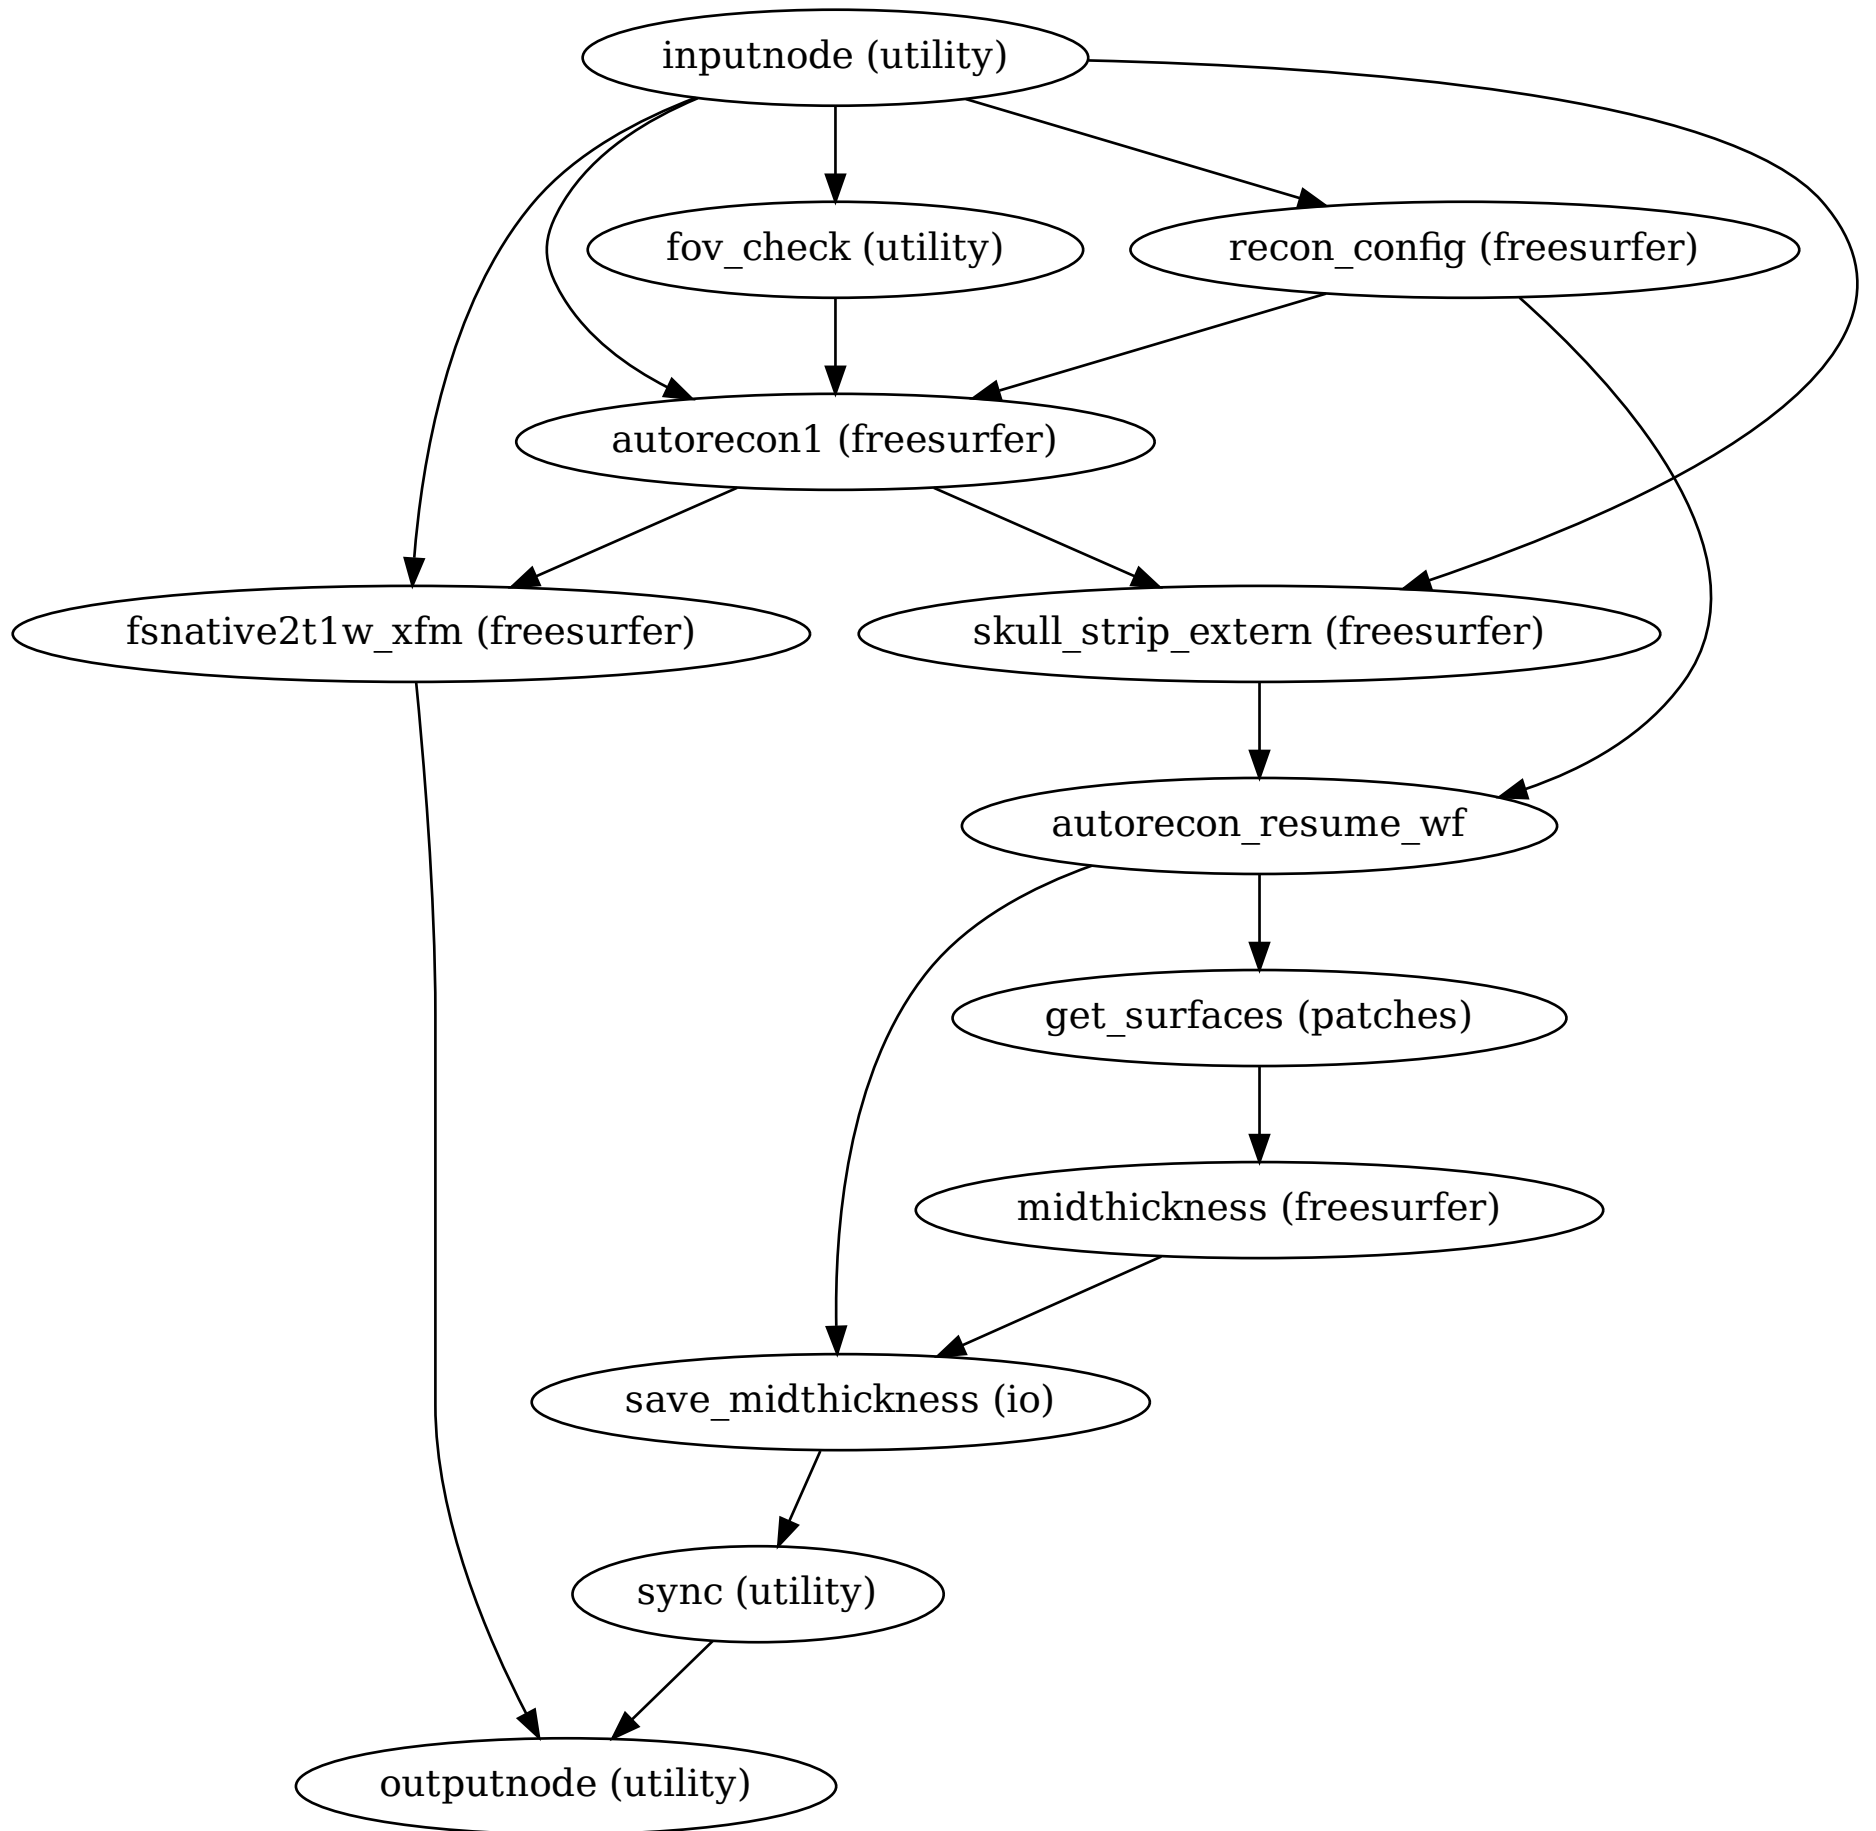 inputnode (utility)
fov_check (utility)
recon_config (freesurfer)
autorecon1 (freesurfer)
fsnative2t1w_xfm (freesurfer)
skull_strip_extern (freesurfer)
autorecon_resume_wf
get_surfaces (patches)
midthickness (freesurfer)
save_midthickness (io)
sync (utility)
outputnode (utility)